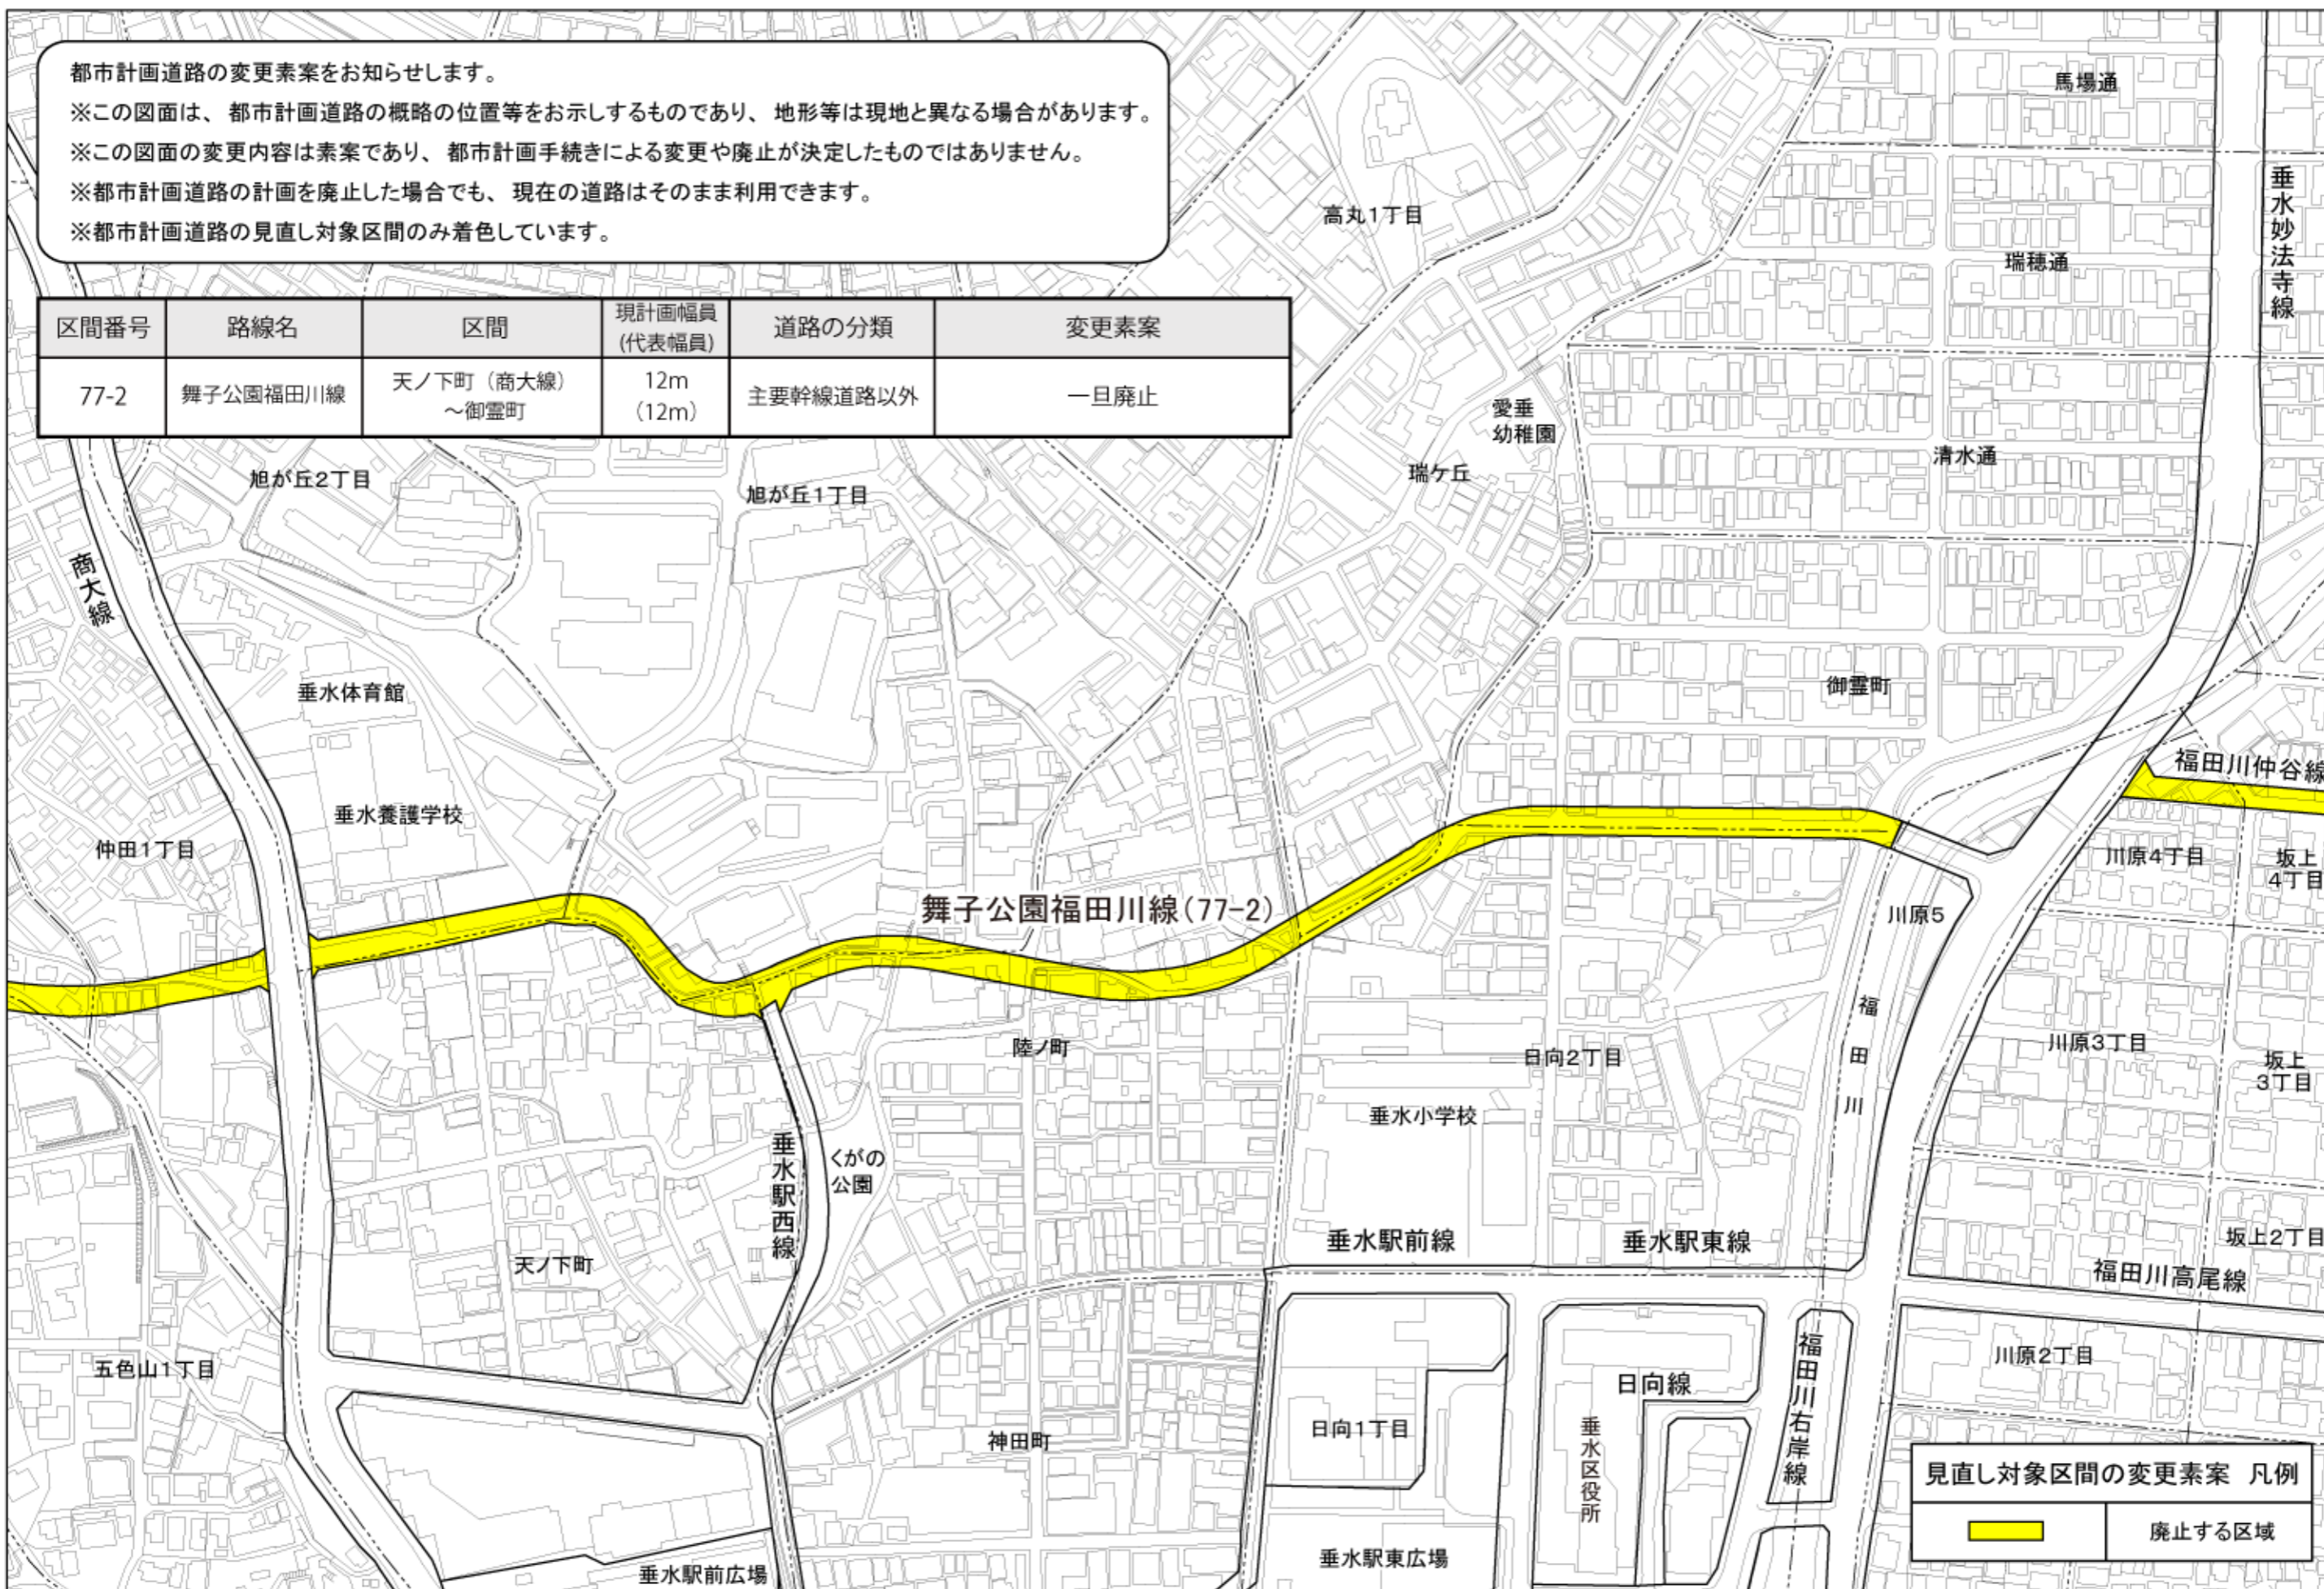 都市計画道路の変更素案をお知らせします。
※この図面は、都市計画道路の概略の位置等をお示しするものであり、地形等は現地と異なる場合があります。
※この図面の変更内容は素案であり、都市計画手続きによる変更や廃止が決定したものではありません。
※都市計画道路の計画を廃止した場合でも、現在の道路はそのまま利用できます。
※都市計画道路の見直し対象区間のみ着色しています。
区間番号 路線名 区間 現計画幅員(代表幅員) 道路の分類 変更素案
77-2 舞子公園福田川線 天ノ下町（商大線）～御霊町 12m（12m） 主要幹線道路以外 一旦廃止
馬場通
垂水妙法寺線
高丸1丁目
瑞穂通
愛垂
幼稚園
瑞ケ丘
清水通
旭が丘2丁目
旭が丘1丁目
商大線
垂水体育館
御霊町
福田川仲谷線
垂水養護学校
仲田1丁目
川原4丁目
坂上
4丁目
舞子公園福田川線(77-2)
川原5
福田川
陸ノ町
日向2丁目
川原3丁目
坂上
3丁目
垂水小学校
垂水駅西線
くがの
公園
垂水駅前線
垂水駅東線
坂上2丁目
天ノ下町
福田川高尾線
五色山1丁目
川原2丁目
福田川右岸線
日向線
日向1丁目
神田町
垂水区役所
垂水駅東広場
垂水駅前広場
見直し対象区間の変更素案 凡例
廃止する区域